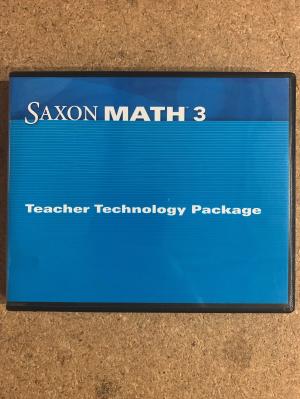 SAXON MATH™ 3
Teacher Technology Package